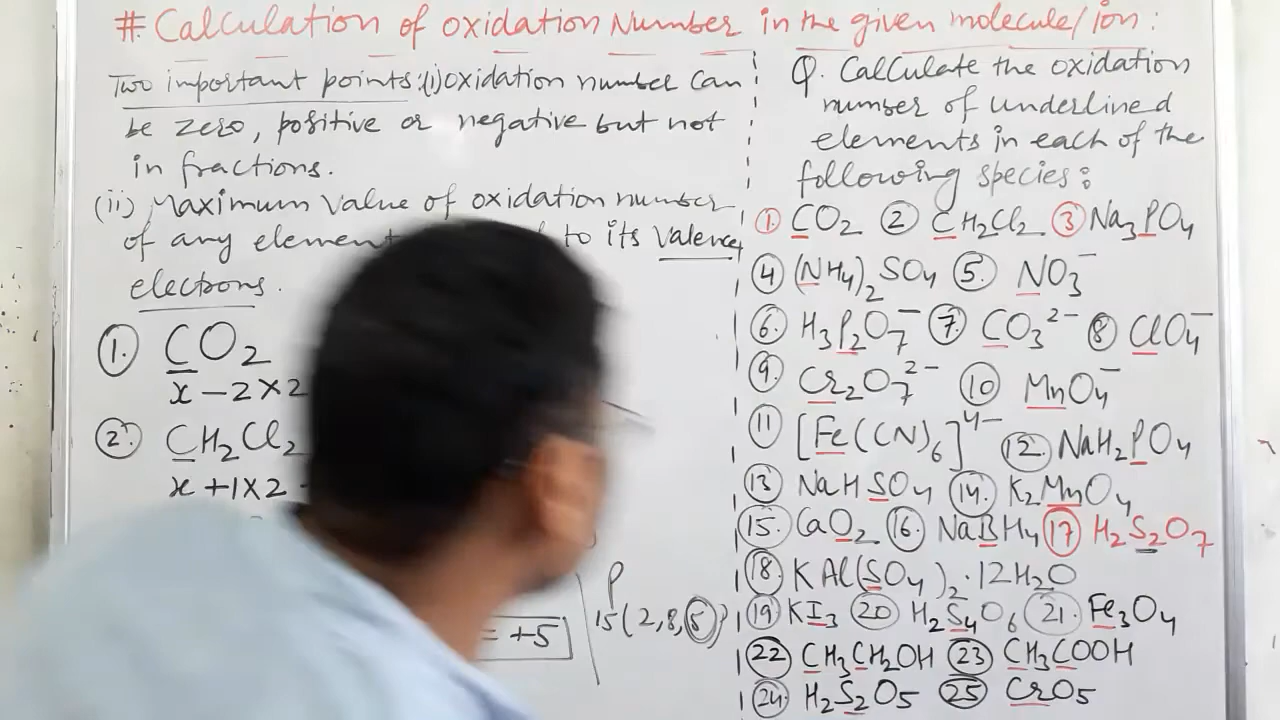 # Calculation of oxidation Number in the given molecule/ion:
Two important points: (i) oxidation number can
be zero, positive or negative but not
in fractions.
(ii) Maximum value of oxidation number
of any element to its valence
electrons.
① CO₂
x - 2×2
② CH₂Cl₂
x + 1×2
= +5
P
15(2,8,5)
Q. Calculate the oxidation
number of underlined
elements in each of the
following species:
① CO₂ ② CH₂Cl₂ ③ Na₃PO₄
④ (NH₄)₂SO₄ ⑤ NO₃⁻
⑥ H₃P₂O₇⁻ ⑦ CO₃²⁻ ⑧ ClO₄⁻
⑨ Cr₂O₇²⁻ ⑩ MnO₄⁻
⑪ [Fe(CN)₆]⁴⁻ ⑫ NaH₂PO₄
⑬ NaHSO₄ ⑭ K₂MnO₄
⑮ CaO₂ ⑯ NaBH₄ ⑰ H₂S₂O₇
⑱ KAl(SO₄)₂·12H₂O
⑲ KI₃ ⑳ H₂S₄O₆ ㉑ Fe₃O₄
㉒ CH₃CH₂OH ㉓ CH₃COOH
㉔ H₂S₂O₅ ㉕ CrO₅